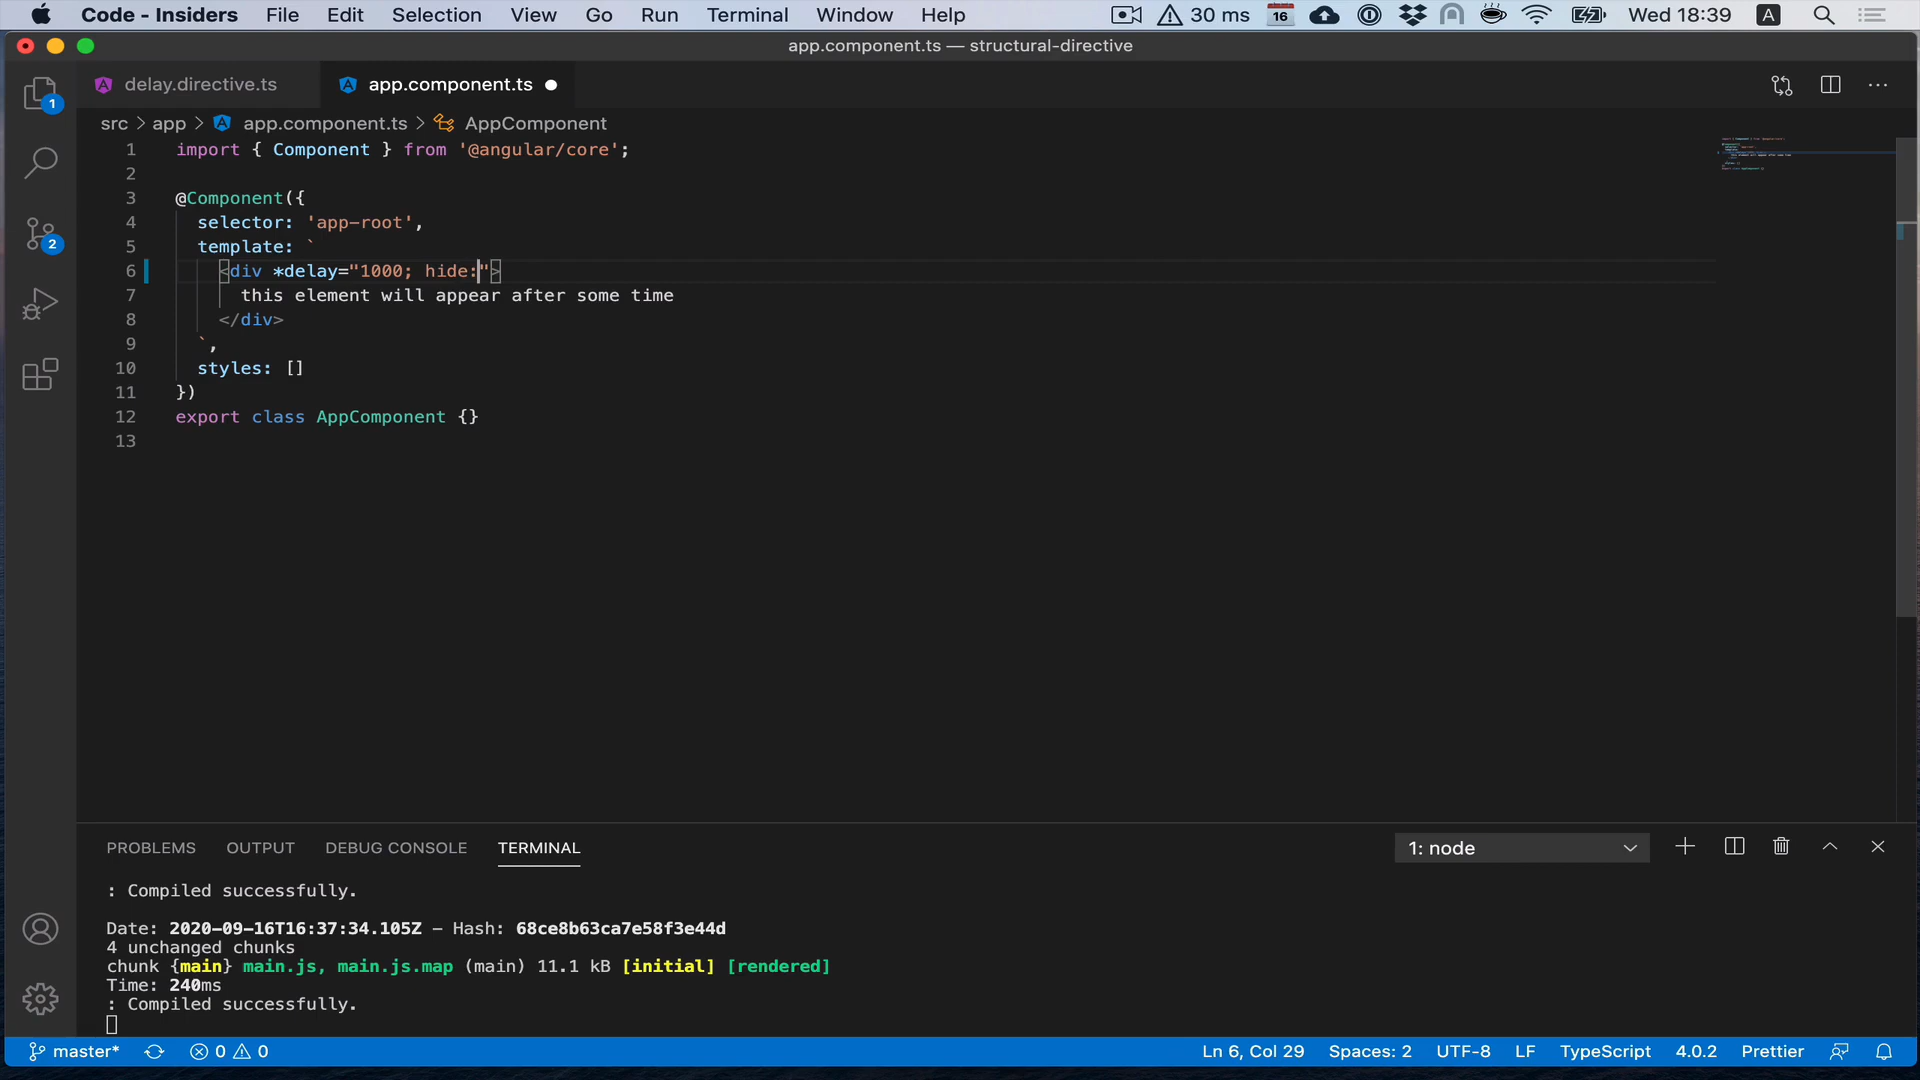 Code - Insiders File Edit Selection View Go Run Terminal Window Help 30 ms 16 Wed 18:39 A
app.component.ts — structural-directive
delay.directive.ts app.component.ts
1
src > app > app.component.ts > AppComponent
1 import { Component } from '@angular/core';
2
3 @Component({
4 selector: 'app-root',
5 template: `
6 <div *delay="1000; hide:">
7 this element will appear after some time
8 </div>
9 `,
10 styles: []
11 })
12 export class AppComponent {}
13
2
PROBLEMS OUTPUT DEBUG CONSOLE TERMINAL 1: node
: Compiled successfully.
Date: 2020-09-16T16:37:34.105Z – Hash: 68ce8b63ca7e58f3e44d
4 unchanged chunks
chunk {main} main.js, main.js.map (main) 11.1 kB [initial] [rendered]
Time: 240ms
: Compiled successfully.
master* 0 0 Ln 6, Col 29 Spaces: 2 UTF-8 LF TypeScript 4.0.2 Prettier